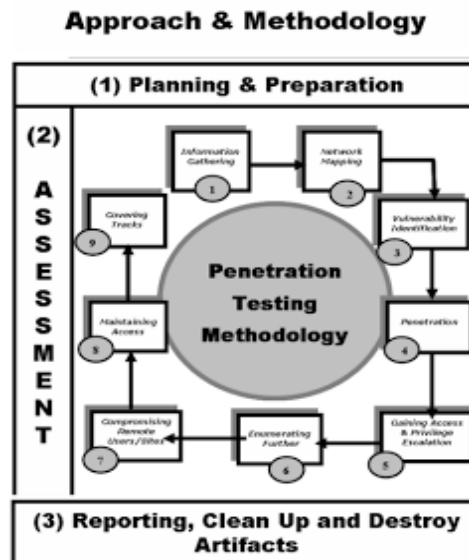 Approach & Methodology
(1) Planning & Preparation
(2)
ASSESSMENT
Information
Gathering
1
Network
Mapping
2
Vulnerability
Identification
3
Penetration
4
Gaining Access
& Privilege
Escalation
5
Enumerating
Further
6
Compromising
Remote
Users/Sites
7
Maintaining
Access
8
Covering
Tracks
9
Penetration
Testing
Methodology
(3) Reporting, Clean Up and Destroy
Artifacts